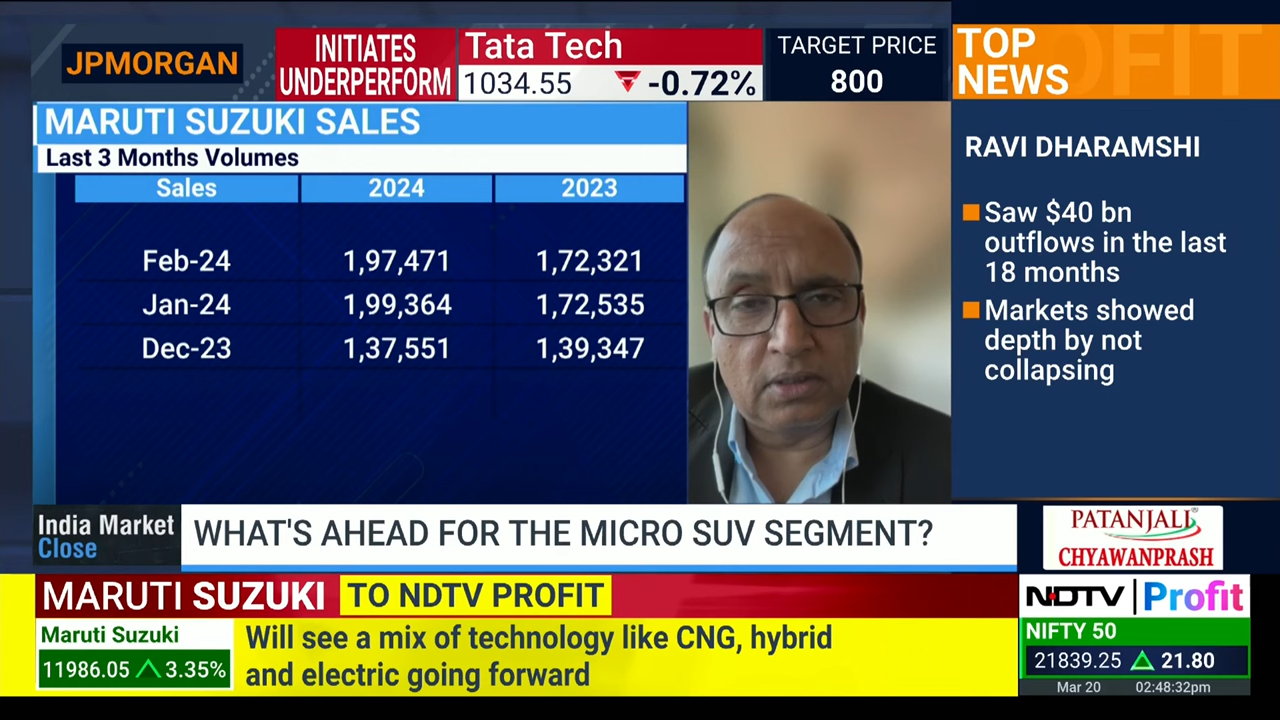 JPMORGAN
INITIATES
UNDERPERFORM
Tata Tech
1034.55 ▼ -0.72%
TARGET PRICE
800
TOP
NEWS
MARUTI SUZUKI SALES
Last 3 Months Volumes
Sales 2024 2023
Feb-24 1,97,471 1,72,321
Jan-24 1,99,364 1,72,535
Dec-23 1,37,551 1,39,347
RAVI DHARAMSHI
Saw $40 bn
outflows in the last
18 months
Markets showed
depth by not
collapsing
India Market
Close
WHAT'S AHEAD FOR THE MICRO SUV SEGMENT?
PATANJALI
CHYAWANPRASH
MARUTI SUZUKI TO NDTV PROFIT
Maruti Suzuki
11986.05 ▲ 3.35%
Will see a mix of technology like CNG, hybrid
and electric going forward
NDTV Profit
NIFTY 50
21839.25 ▲ 21.80
Mar 20 02:48:32pm